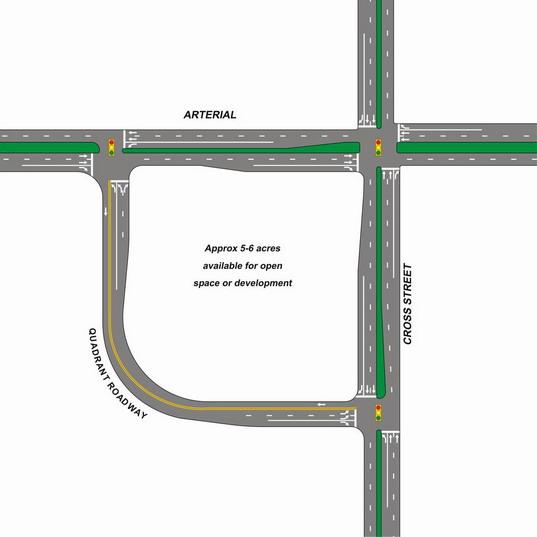 ARTERIAL
Approx 5-6 acres
available for open
space or development
CROSS STREET
QUADRANT ROADWAY